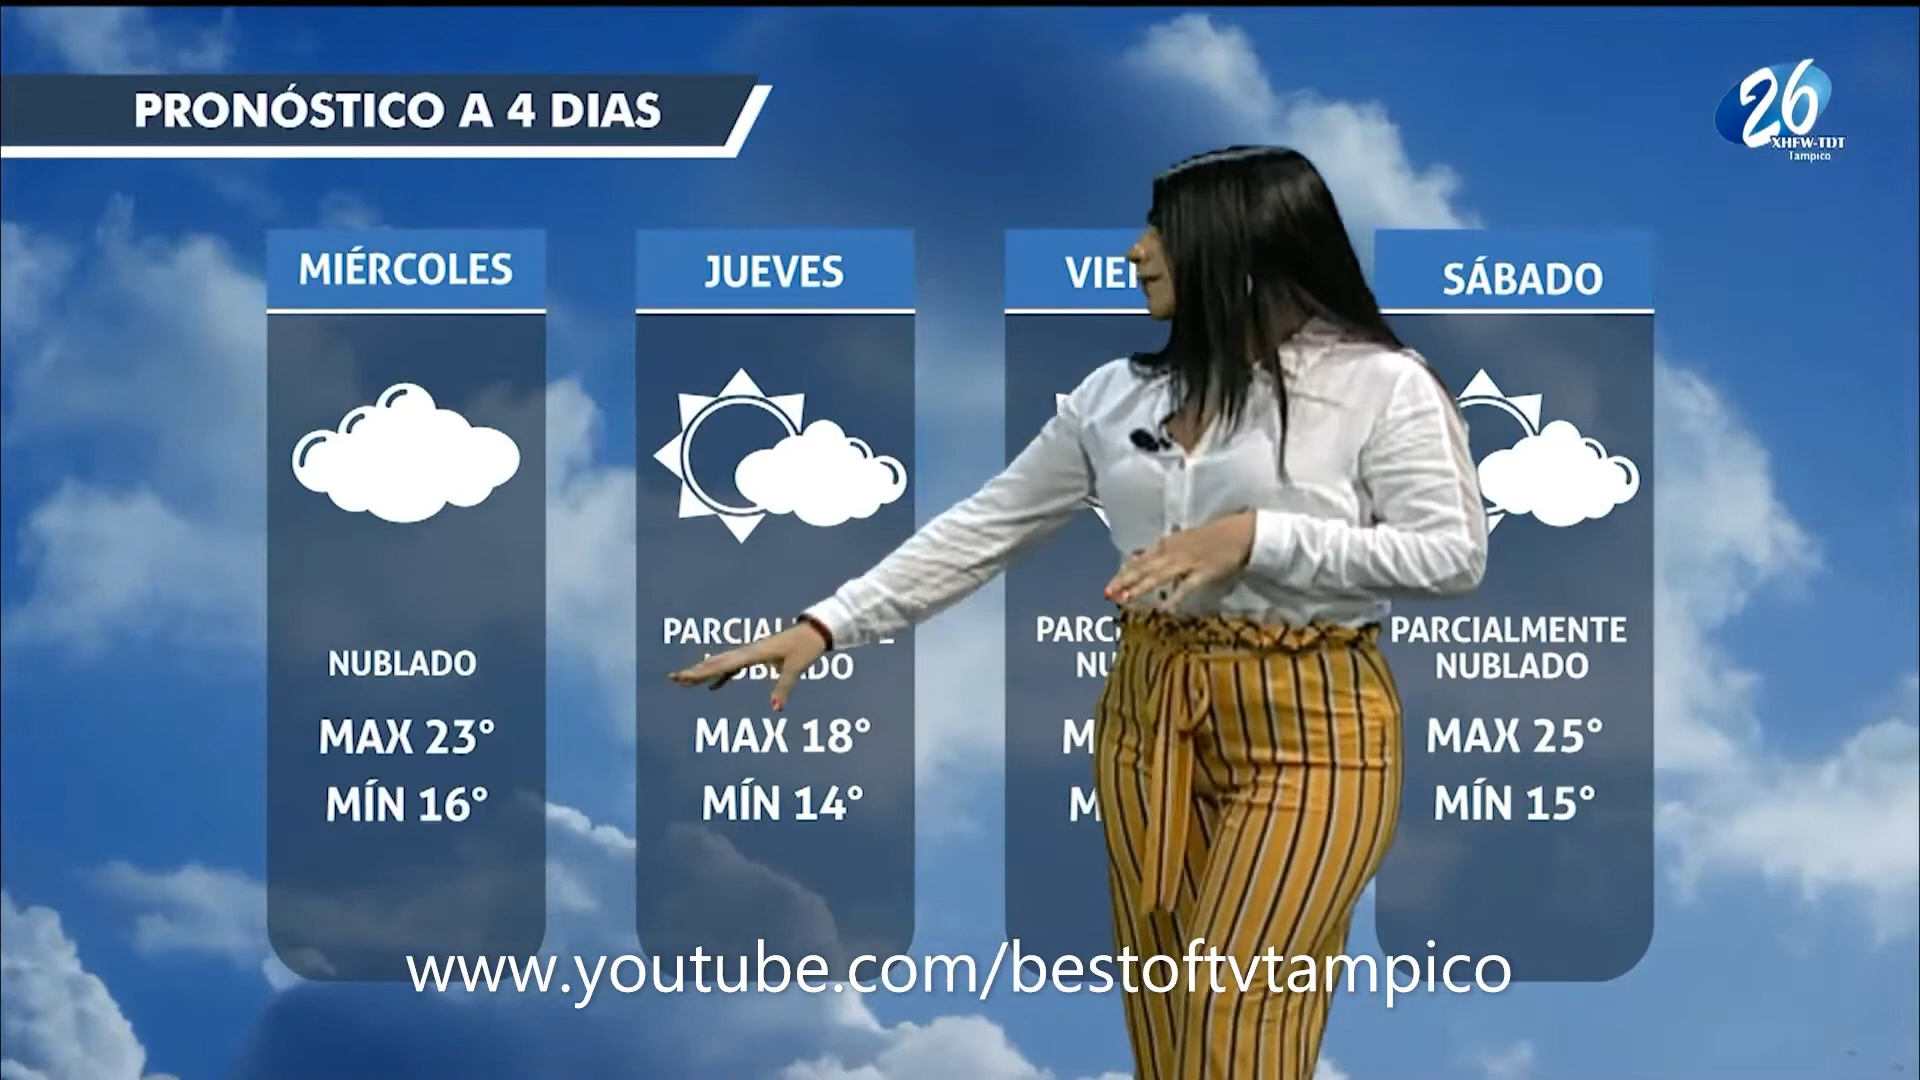 PRONÓSTICO A 4 DIAS
26
XHFW-TDT
Tampico
MIÉRCOLES
NUBLADO
MAX 23°
MÍN 16°
JUEVES
NUBLADO
MAX 18°
MÍN 14°
SÁBADO
PARCIALMENTE
NUBLADO
MAX 25°
MÍN 15°
www.youtube.com/bestoftvtampico